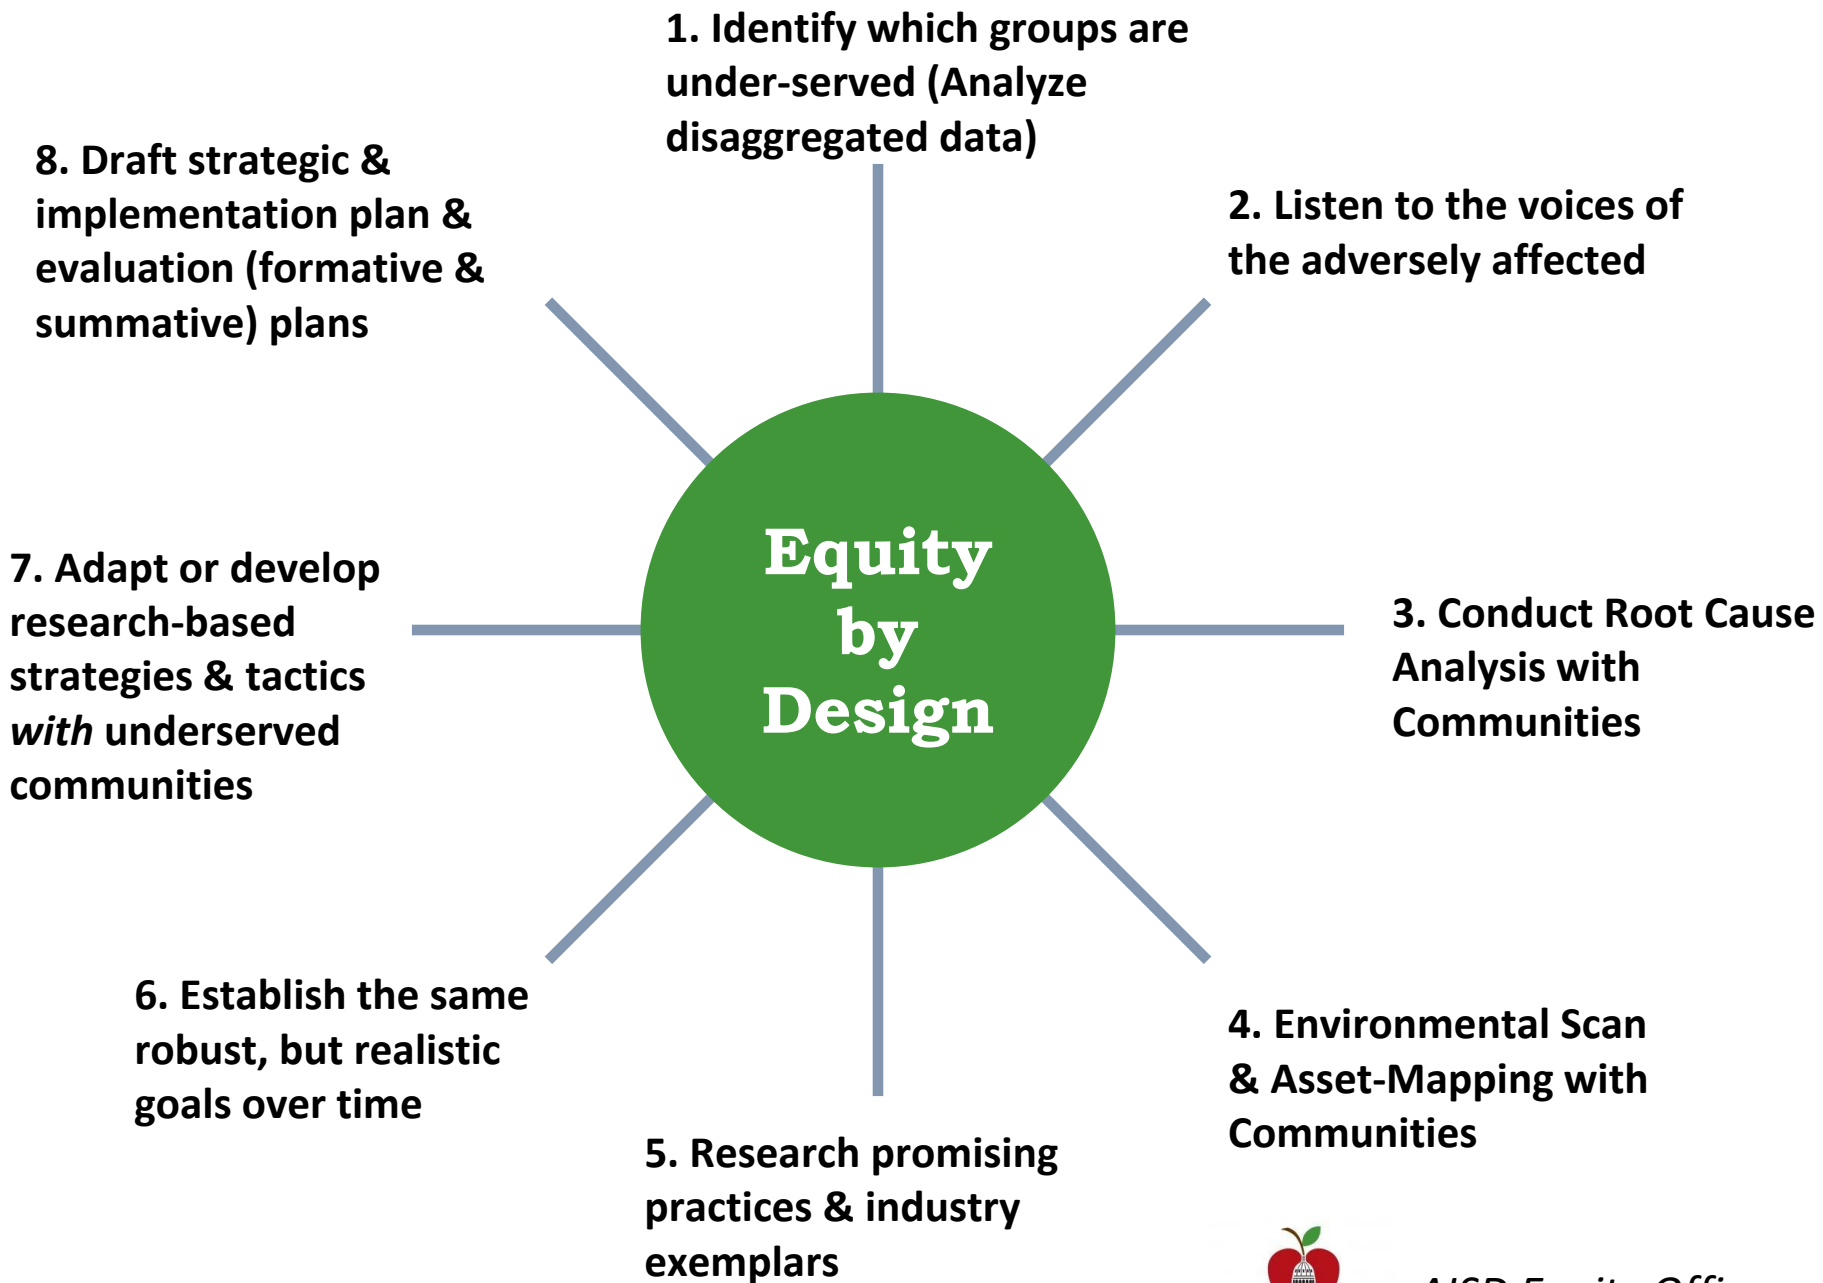 1. Identify which groups are
under-served (Analyze
disaggregated data)
2. Listen to the voices of
the adversely affected
3. Conduct Root Cause
Analysis with
Communities
4. Environmental Scan
& Asset-Mapping with
Communities
5. Research promising
practices & industry
exemplars
6. Establish the same
robust, but realistic
goals over time
7. Adapt or develop
research-based
strategies & tactics
with underserved
communities
8. Draft strategic &
implementation plan &
evaluation (formative &
summative) plans
Equity
by
Design
AISD Equity